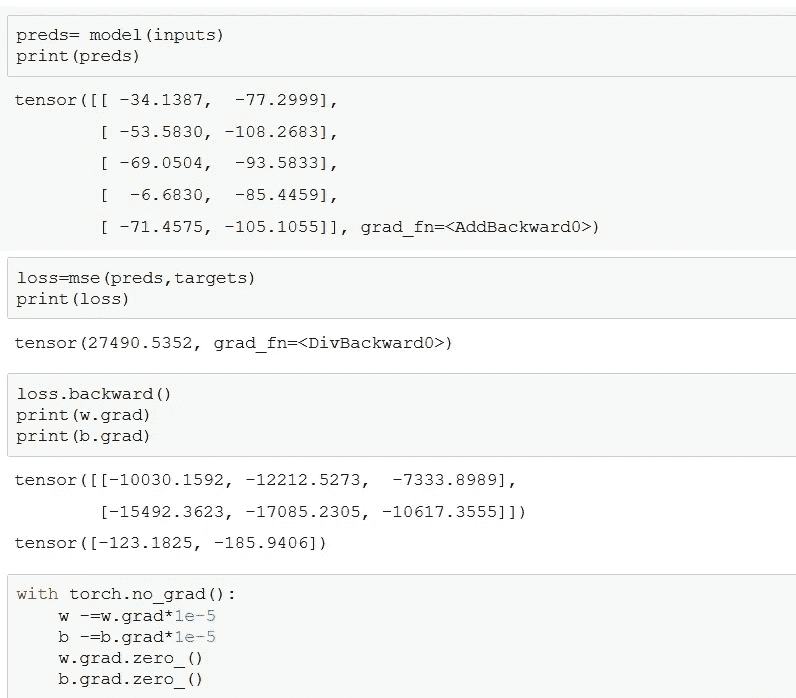 preds= model(inputs)
print(preds)
tensor([[ -34.1387,  -77.2999],
        [ -53.5830, -108.2683],
        [ -69.0504,  -93.5833],
        [  -6.6830,  -85.4459],
        [ -71.4575, -105.1055]], grad_fn=<AddBackward0>)
loss=mse(preds,targets)
print(loss)
tensor(27490.5352, grad_fn=<DivBackward0>)
loss.backward()
print(w.grad)
print(b.grad)
tensor([[-10030.1592, -12212.5273,  -7333.8989],
        [-15492.3623, -17085.2305, -10617.3555]])
tensor([-123.1825, -185.9406])
with torch.no_grad():
    w -=w.grad*1e-5
    b -=b.grad*1e-5
    w.grad.zero_()
    b.grad.zero_()